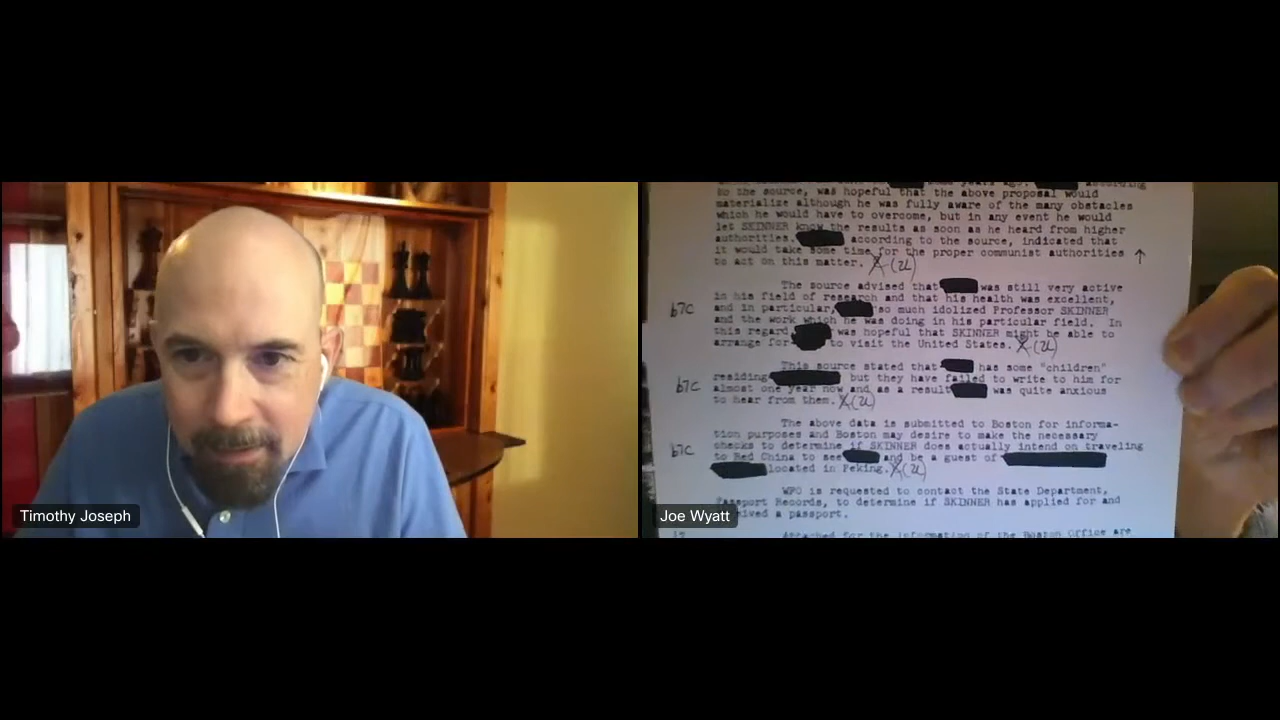 to the source, was hopeful that the above proposal would
materialize although he was fully aware of the many obstacles
which he would have to overcome, but in any event he would
let SKINNER know the results as soon as he heard from higher
authorities. according to the source, indicated that
it would take some time for the proper communist authorities
to act on this matter. (u)
The source advised that was still very active
in his field of research and that his health was excellent,
b7C
and in particular, so much idolized Professor SKINNER
and the work which he was doing in his particular field. In
this regard was hopeful that SKINNER might be able to
arrange for to visit the United States. (u)
This source stated that has some "children"
residing but they have failed to write to him for
b7C
almost one year now and as a result was quite anxious
to hear from them. (u)
The above data is submitted to Boston for informa-
tion purposes and Boston may desire to make the necessary
checks to determine if SKINNER does actually intend on traveling
b7C
to Red China to see and be a guest of
located in Peking. (u)
WFO is requested to contact the State Department,
Passport Records, to determine if SKINNER has applied for and
a passport.
Attached for the information of the Boston Office are
Timothy Joseph
Joe Wyatt